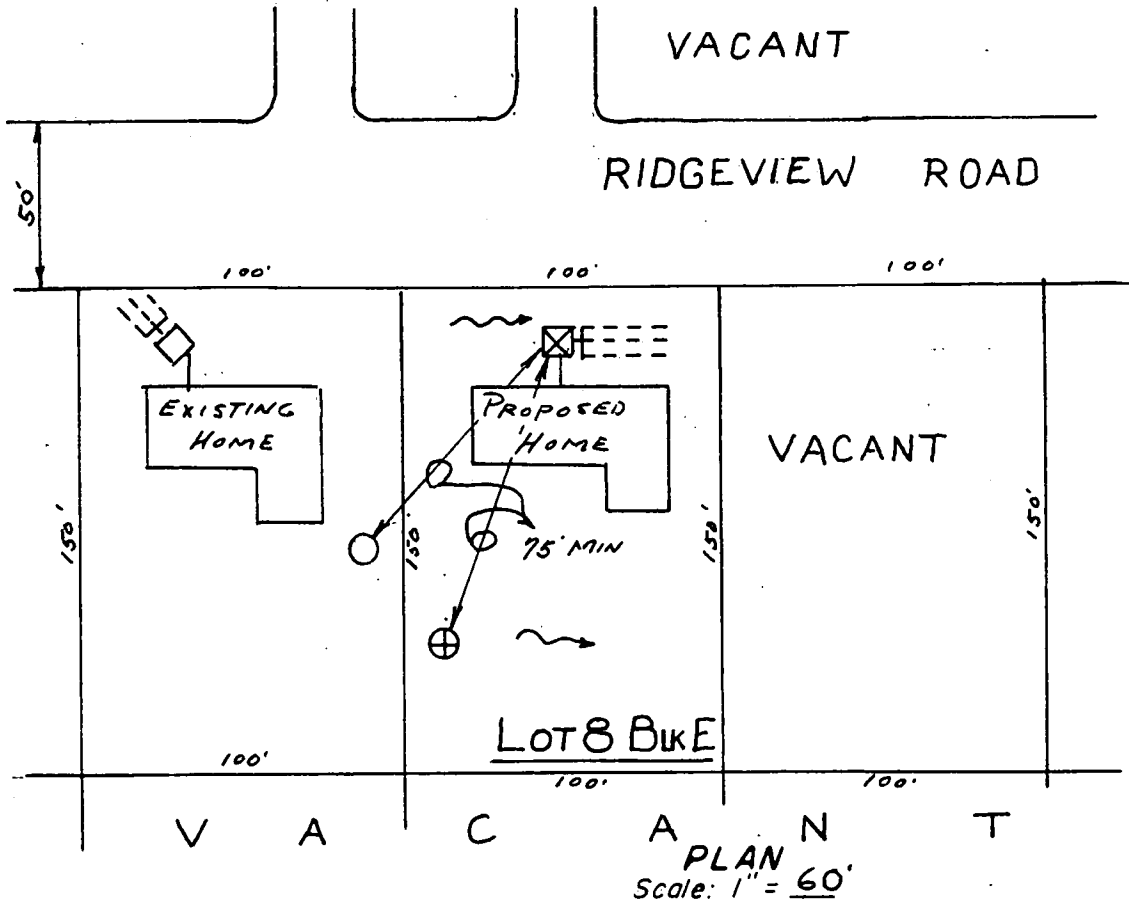 VACANT
RIDGEVIEW ROAD
50'
100' 100' 100'
EXISTING
HOME
PROPOSED
HOME
VACANT
150' 150' 150' 150'
75' MIN
LOT 8 BLK E
100' 100' 100'
V A C A N T
PLAN
Scale: 1" = 60'